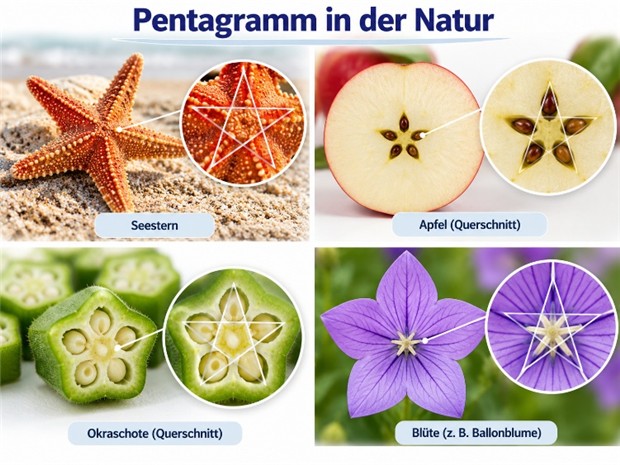 Pentagramm in der Natur
Seestern
Apfel (Querschnitt)
Okraschote (Querschnitt)
Blüte (z. B. Ballonblume)